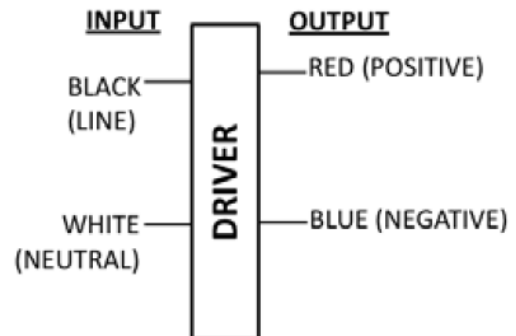 INPUT
OUTPUT
BLACK
(LINE)
RED (POSITIVE)
DRIVER
WHITE
(NEUTRAL)
BLUE (NEGATIVE)